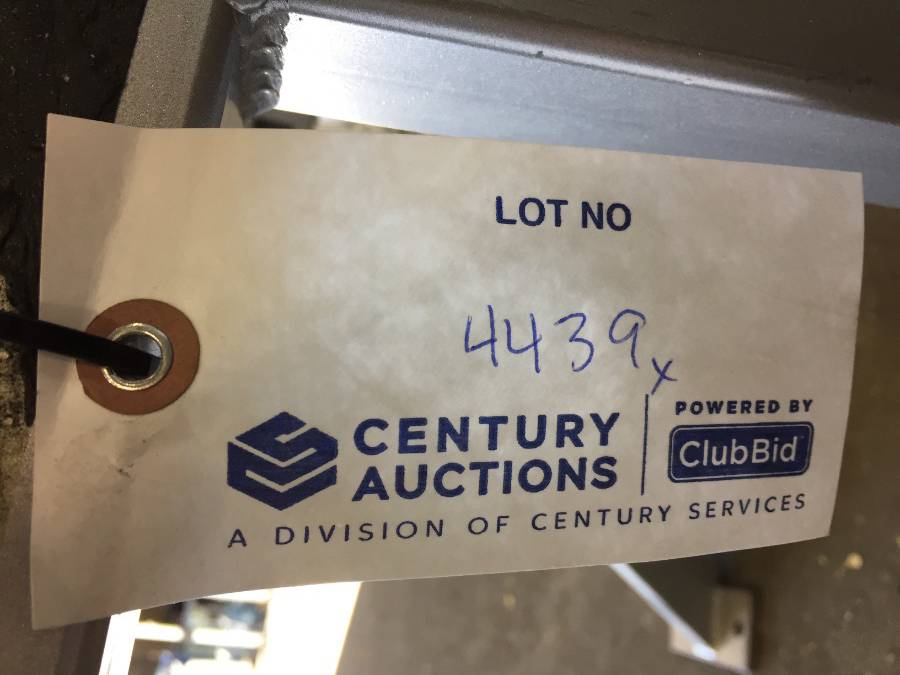 LOT NO
4439x
CENTURY
AUCTIONS
POWERED BY
ClubBid
A DIVISION OF CENTURY SERVICES